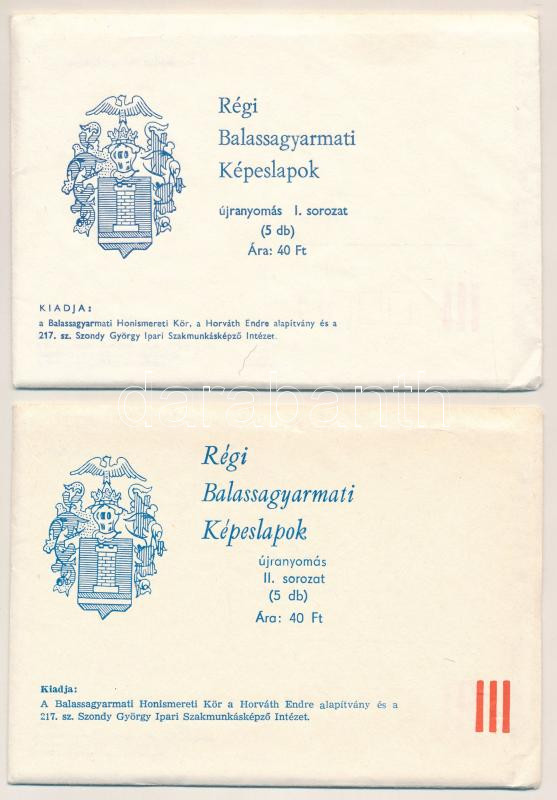 Régi
Balassagyarmati
Képeslapok
újranyomás I. sorozat
(5 db)
Ára: 40 Ft
KIADJA:
a Balassagyarmati Honismereti Kör, a Horváth Endre alapítvány és a
217. sz. Szondy György Ipari Szakmunkásképző Intézet.
darabanth
Régi
Balassagyarmati
Képeslapok
újranyomás
II. sorozat
(5 db)
Ára: 40 Ft
Kiadja:
A Balassagyarmati Honismereti Kör a Horváth Endre alapítvány és a
217. sz. Szondy György Ipari Szakmunkásképző Intézet.